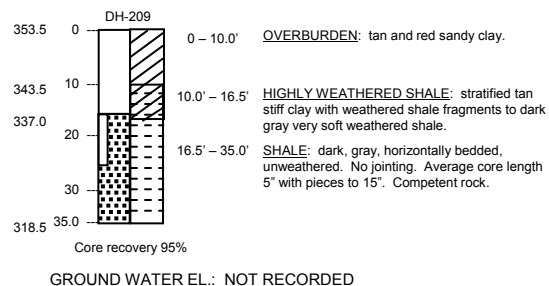 DH-209
353.5 0 0 – 10.0’ OVERBURDEN: tan and red sandy clay.
343.5 10 10.0’ – 16.5’ HIGHLY WEATHERED SHALE: stratified tan
stiff clay with weathered shale fragments to dark
gray very soft weathered shale.
337.0
20 16.5’ – 35.0’ SHALE: dark, gray, horizontally bedded,
unweathered. No jointing. Average core length
5” with pieces to 15”. Competent rock.
30
318.5 35.0
Core recovery 95%
GROUND WATER EL.: NOT RECORDED